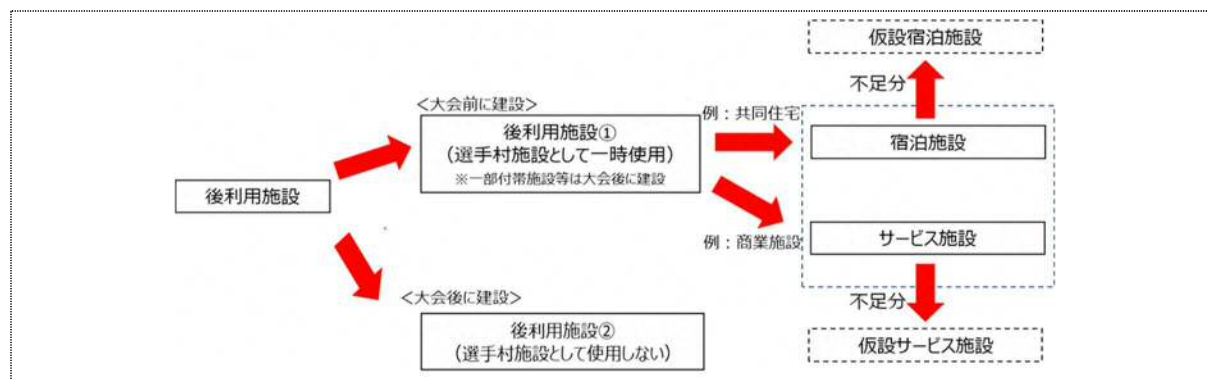 仮設宿泊施設
不足分
＜大会前に建設＞
例：共同住宅
後利用施設①
（選手村施設として一時使用）
※一部付帯施設等は大会後に建設
宿泊施設
後利用施設
サービス施設
例：商業施設
＜大会後に建設＞
不足分
後利用施設②
（選手村施設として使用しない）
仮設サービス施設